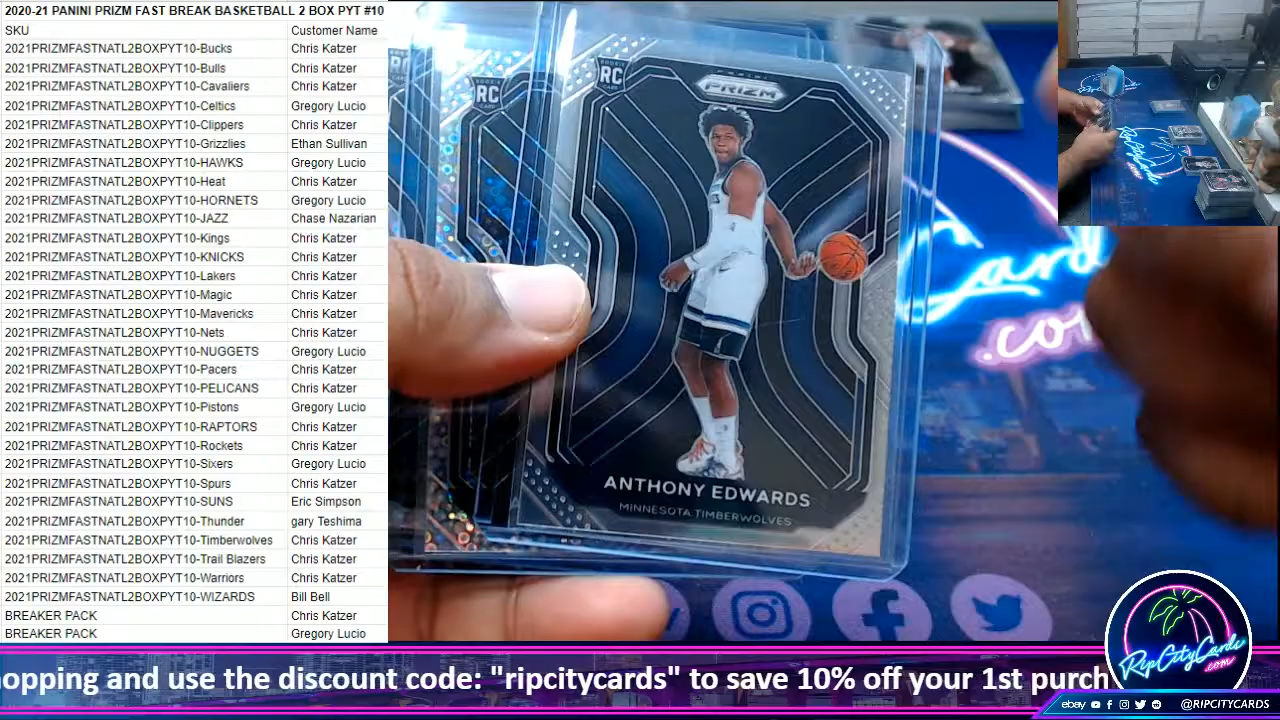 2020-21 PANINI PRIZM FAST BREAK BASKETBALL 2 BOX PYT #10
SKU Customer Name
2021PRIZMFASTNATL2BOXPYT10-Bucks Chris Katzer
2021PRIZMFASTNATL2BOXPYT10-Bulls Chris Katzer
2021PRIZMFASTNATL2BOXPYT10-Cavaliers Chris Katzer
2021PRIZMFASTNATL2BOXPYT10-Celtics Gregory Lucio
2021PRIZMFASTNATL2BOXPYT10-Clippers Chris Katzer
2021PRIZMFASTNATL2BOXPYT10-Grizzlies Ethan Sullivan
2021PRIZMFASTNATL2BOXPYT10-HAWKS Gregory Lucio
2021PRIZMFASTNATL2BOXPYT10-Heat Chris Katzer
2021PRIZMFASTNATL2BOXPYT10-HORNETS Gregory Lucio
2021PRIZMFASTNATL2BOXPYT10-JAZZ Chase Nazarian
2021PRIZMFASTNATL2BOXPYT10-Kings Chris Katzer
2021PRIZMFASTNATL2BOXPYT10-KNICKS Chris Katzer
2021PRIZMFASTNATL2BOXPYT10-Lakers Chris Katzer
2021PRIZMFASTNATL2BOXPYT10-Magic Chris Katzer
2021PRIZMFASTNATL2BOXPYT10-Mavericks Chris Katzer
2021PRIZMFASTNATL2BOXPYT10-Nets Chris Katzer
2021PRIZMFASTNATL2BOXPYT10-NUGGETS Gregory Lucio
2021PRIZMFASTNATL2BOXPYT10-Pacers Chris Katzer
2021PRIZMFASTNATL2BOXPYT10-PELICANS Chris Katzer
2021PRIZMFASTNATL2BOXPYT10-Pistons Gregory Lucio
2021PRIZMFASTNATL2BOXPYT10-RAPTORS Chris Katzer
2021PRIZMFASTNATL2BOXPYT10-Rockets Chris Katzer
2021PRIZMFASTNATL2BOXPYT10-Sixers Gregory Lucio
2021PRIZMFASTNATL2BOXPYT10-Spurs Chris Katzer
2021PRIZMFASTNATL2BOXPYT10-SUNS Eric Simpson
2021PRIZMFASTNATL2BOXPYT10-Thunder gary Teshima
2021PRIZMFASTNATL2BOXPYT10-Timberwolves Chris Katzer
2021PRIZMFASTNATL2BOXPYT10-Trail Blazers Chris Katzer
2021PRIZMFASTNATL2BOXPYT10-Warriors Chris Katzer
2021PRIZMFASTNATL2BOXPYT10-WIZARDS Bill Bell
BREAKER PACK Chris Katzer
BREAKER PACK Gregory Lucio
RC
RC
PRIZM
ANTHONY EDWARDS
MINNESOTA TIMBERWOLVES
Cards
.com
RipCityCards
hopping and use the discount code: "ripcitycards" to save 10% off your 1st purch
RipCityCards
.com
ebay @RIPCITYCARDS